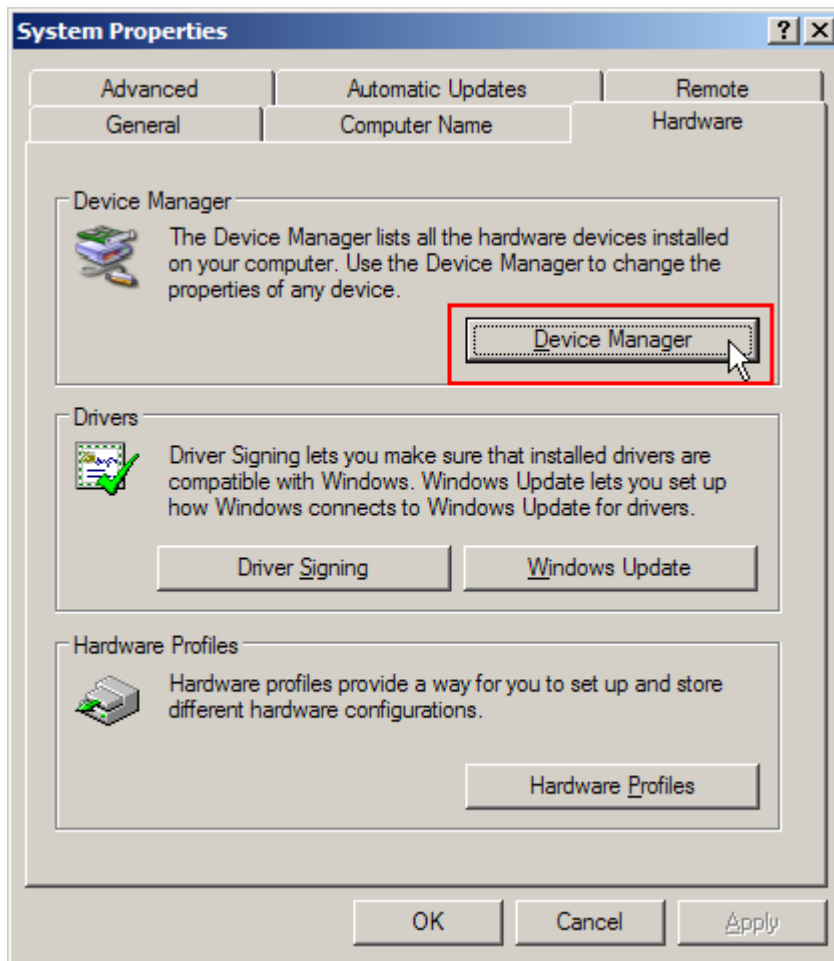 System Properties
Advanced
Automatic Updates
Remote
General
Computer Name
Hardware
Device Manager
The Device Manager lists all the hardware devices installed
on your computer. Use the Device Manager to change the
properties of any device.
Device Manager
Drivers
Driver Signing lets you make sure that installed drivers are
compatible with Windows. Windows Update lets you set up
how Windows connects to Windows Update for drivers.
Driver Signing
Windows Update
Hardware Profiles
Hardware profiles provide a way for you to set up and store
different hardware configurations.
Hardware Profiles
OK
Cancel
Apply